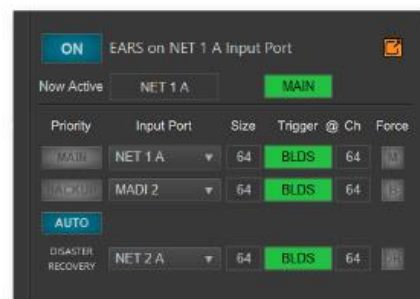 ON EARS on NET 1 A Input Port
Now Active NET 1 A MAIN
Priority Input Port Size Trigger @ Ch Force
MAIN NET 1 A 64 BLDS 64 M
BACKUP MADI 2 64 BLDS 64 B
AUTO
DISASTER
RECOVERY NET 2 A 64 BLDS 64